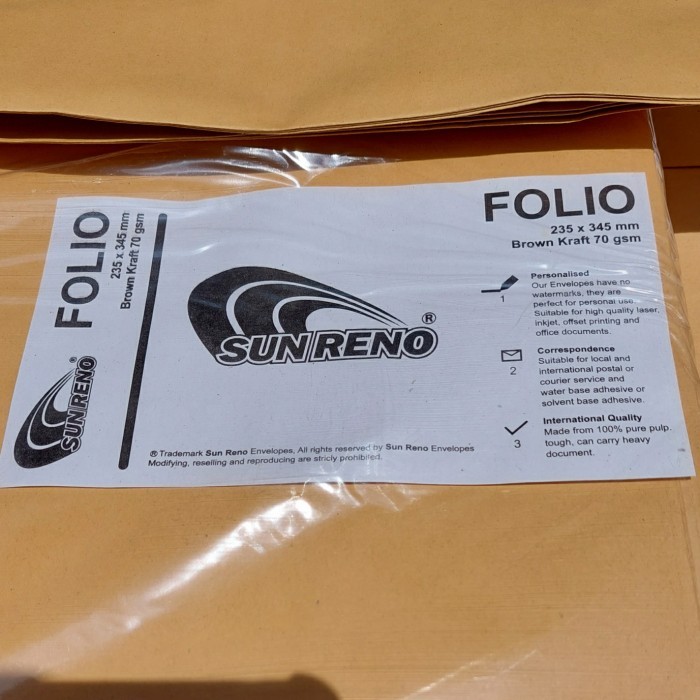 FOLIO
235 x 345 mm
Brown Kraft 70 gsm
SUN RENO
®
FOLIO
235 x 345 mm
Brown Kraft 70 gsm
SUN RENO
®
1
Personalised
Our Envelopes have no
watermarks, they are
perfect for personal use.
Suitable for high quality laser,
inkjet, offset printing and
office documents.
2
Correspondence
Suitable for local and
international postal or
courier service and
water base adhesive or
solvent base adhesive.
3
International Quality
Made from 100% pure pulp.
tough, can carry heavy
document.
® Trademark Sun Reno Envelopes, All rights reserved by Sun Reno Envelopes
Modifying, reselling and reproducing are stricly prohibited.